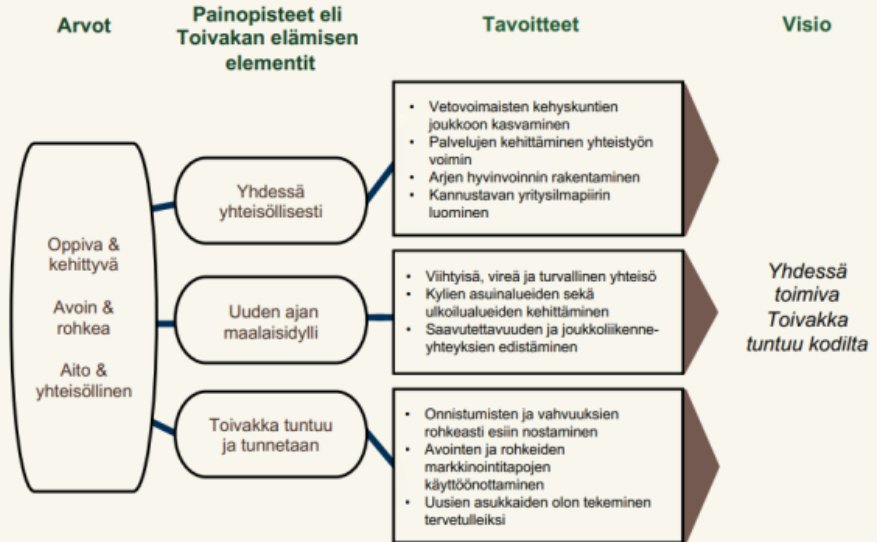 Arvot
Painopisteet eli
Toivakan elämisen
elementit
Tavoitteet
Visio
Oppiva &
kehittyvä
Avoin &
rohkea
Aito &
yhteisöllinen
Yhdessä
yhteisöllisesti
• Vetovoimaisten kehyskuntien
joukkoon kasvaminen
• Palvelujen kehittäminen yhteistyön
voimin
• Arjen hyvinvoinnin rakentaminen
• Kannustavan yritysilmapiirin
luominen
Uuden ajan
maalaisidylli
• Viihtyisä, vireä ja turvallinen yhteisö
• Kylien asuinalueiden sekä
ulkoilualueiden kehittäminen
• Saavutettavuuden ja joukkoliikenne-
yhteyksien edistäminen
Toivakka tuntuu
ja tunnetaan
• Onnistumisten ja vahvuuksien
rohkeasti esiin nostaminen
• Avointen ja rohkeiden
markkinointitapojen
käyttöönottaminen
• Uusien asukkaiden olon tekeminen
tervetulleiksi
Yhdessä
toimiva
Toivakka
tuntuu kodilta